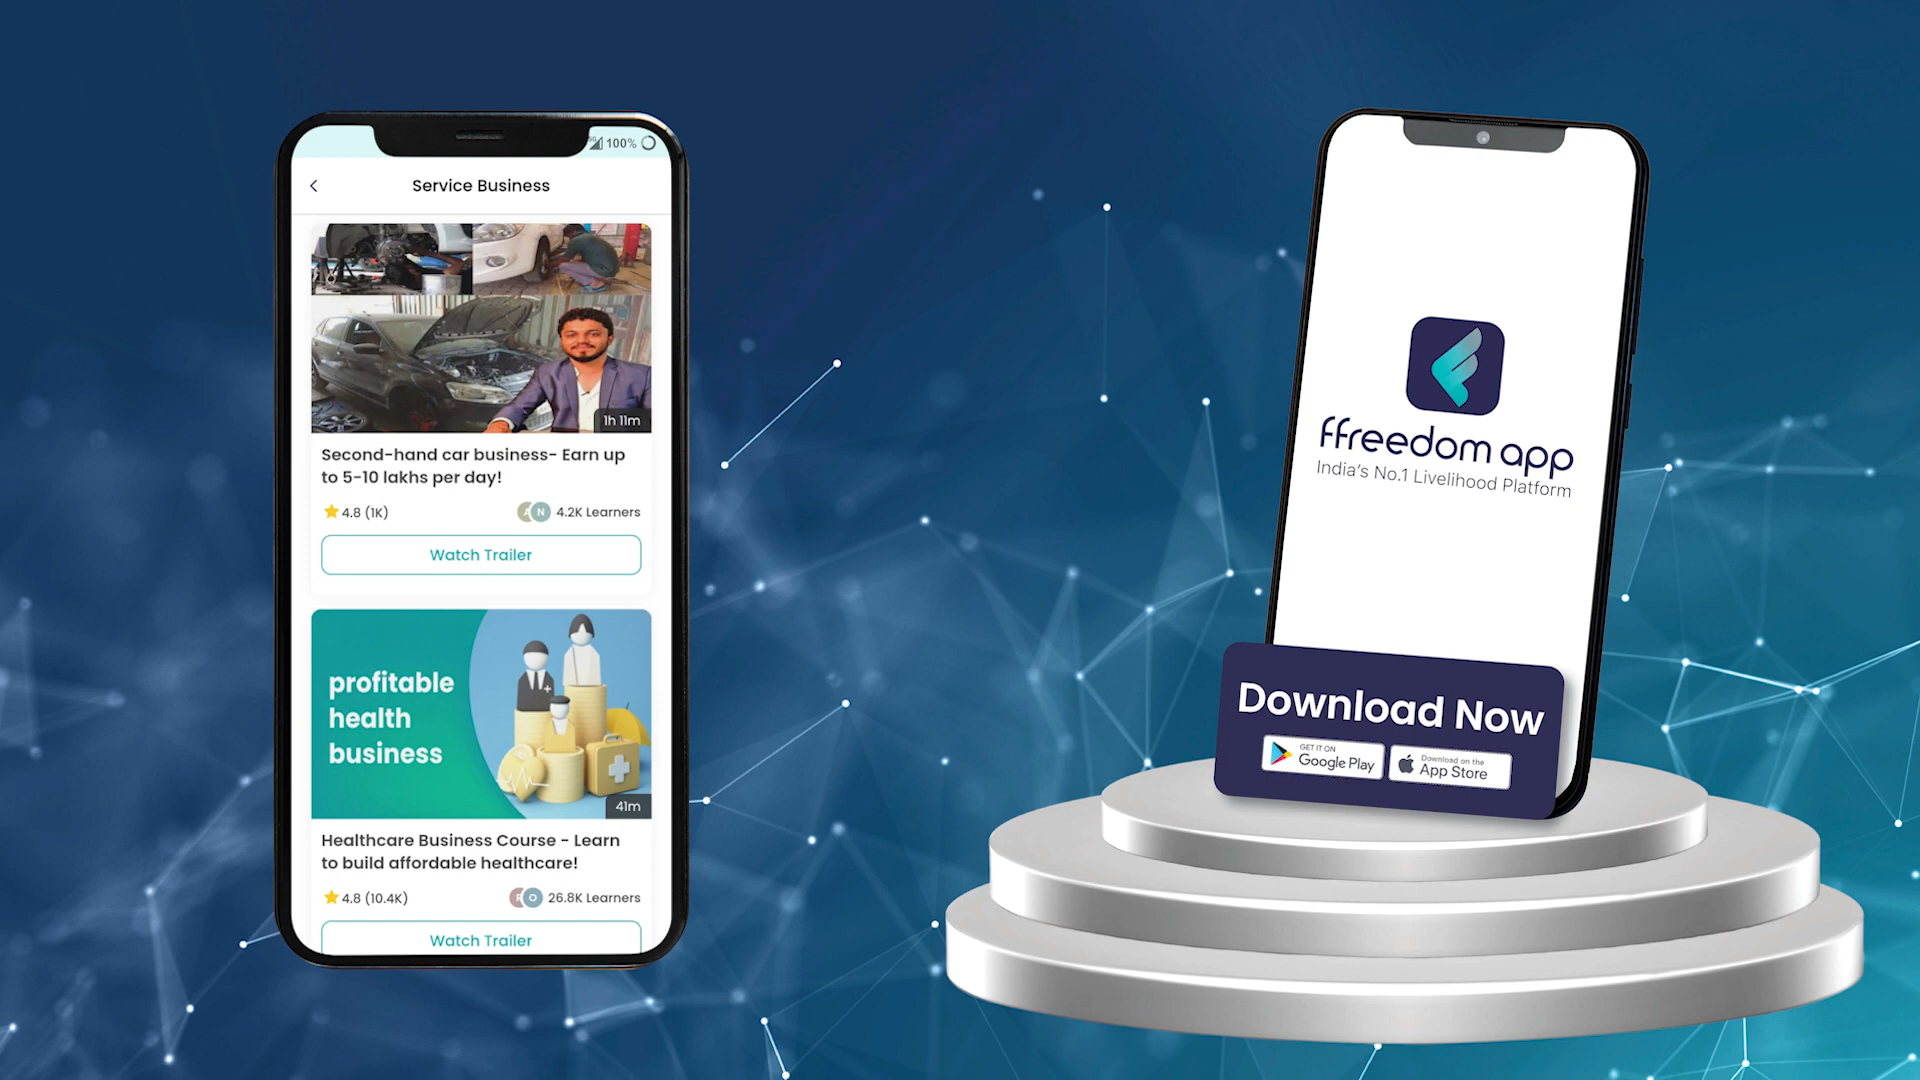 100%
Service Business
1h 11m
Second-hand car business- Earn up
to 5-10 lakhs per day!
4.8 (1K)
A N 4.2K Learners
Watch Trailer
profitable
health
business
41m
Healthcare Business Course - Learn
to build affordable healthcare!
4.8 (10.4K)
O 26.8K Learners
Watch Trailer
ffreedom app
India's No.1 Livelihood Platform
Download Now
GET IT ON
Google Play
Download on the
App Store